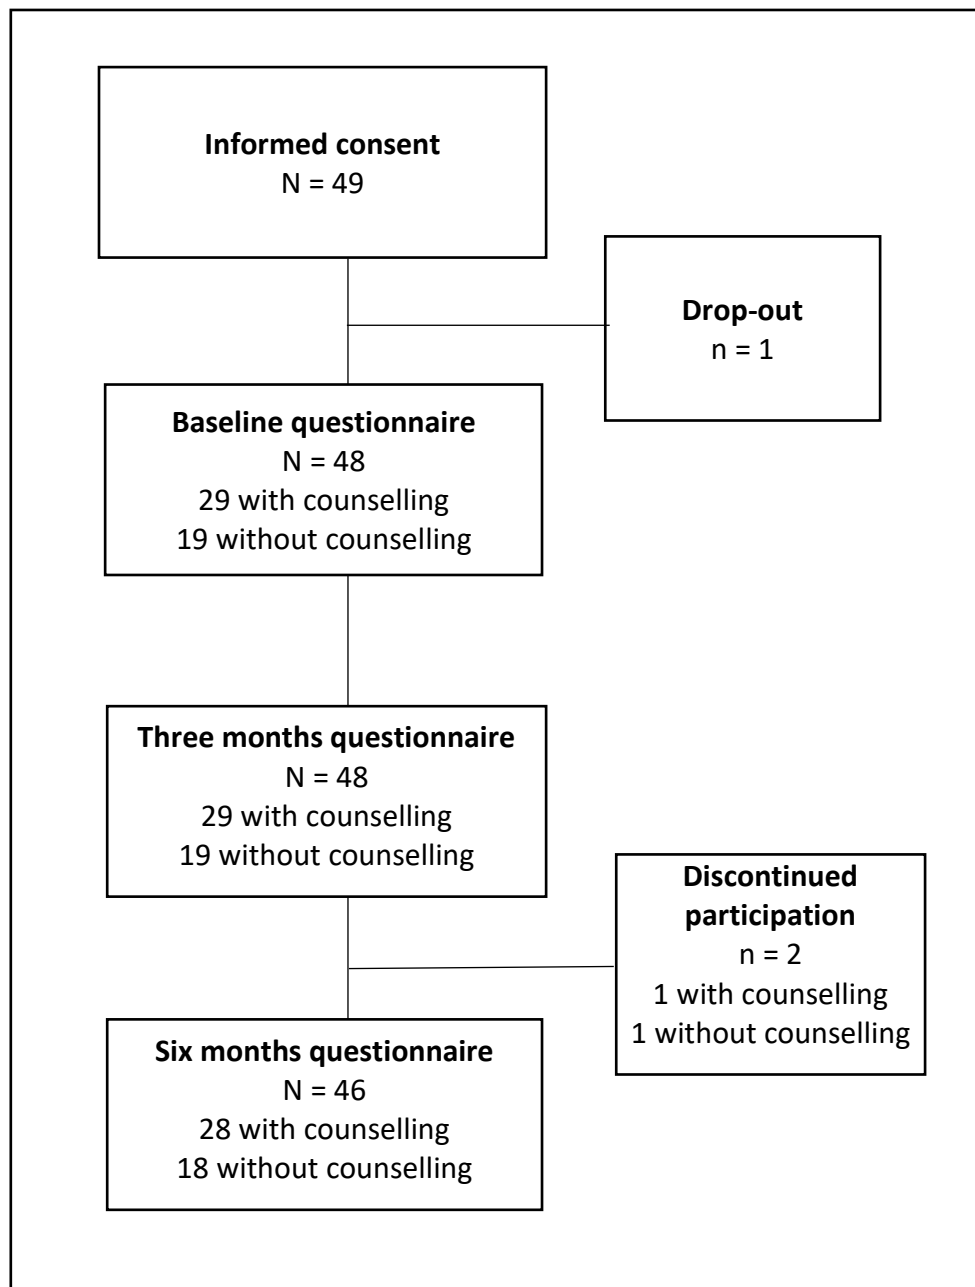 Informed consent
N = 49
Drop-out
n = 1
Baseline questionnaire
N = 48
29 with counselling
19 without counselling
Three months questionnaire
N = 48
29 with counselling
19 without counselling
Discontinued
participation
n = 2
1 with counselling
1 without counselling
Six months questionnaire
N = 46
28 with counselling
18 without counselling